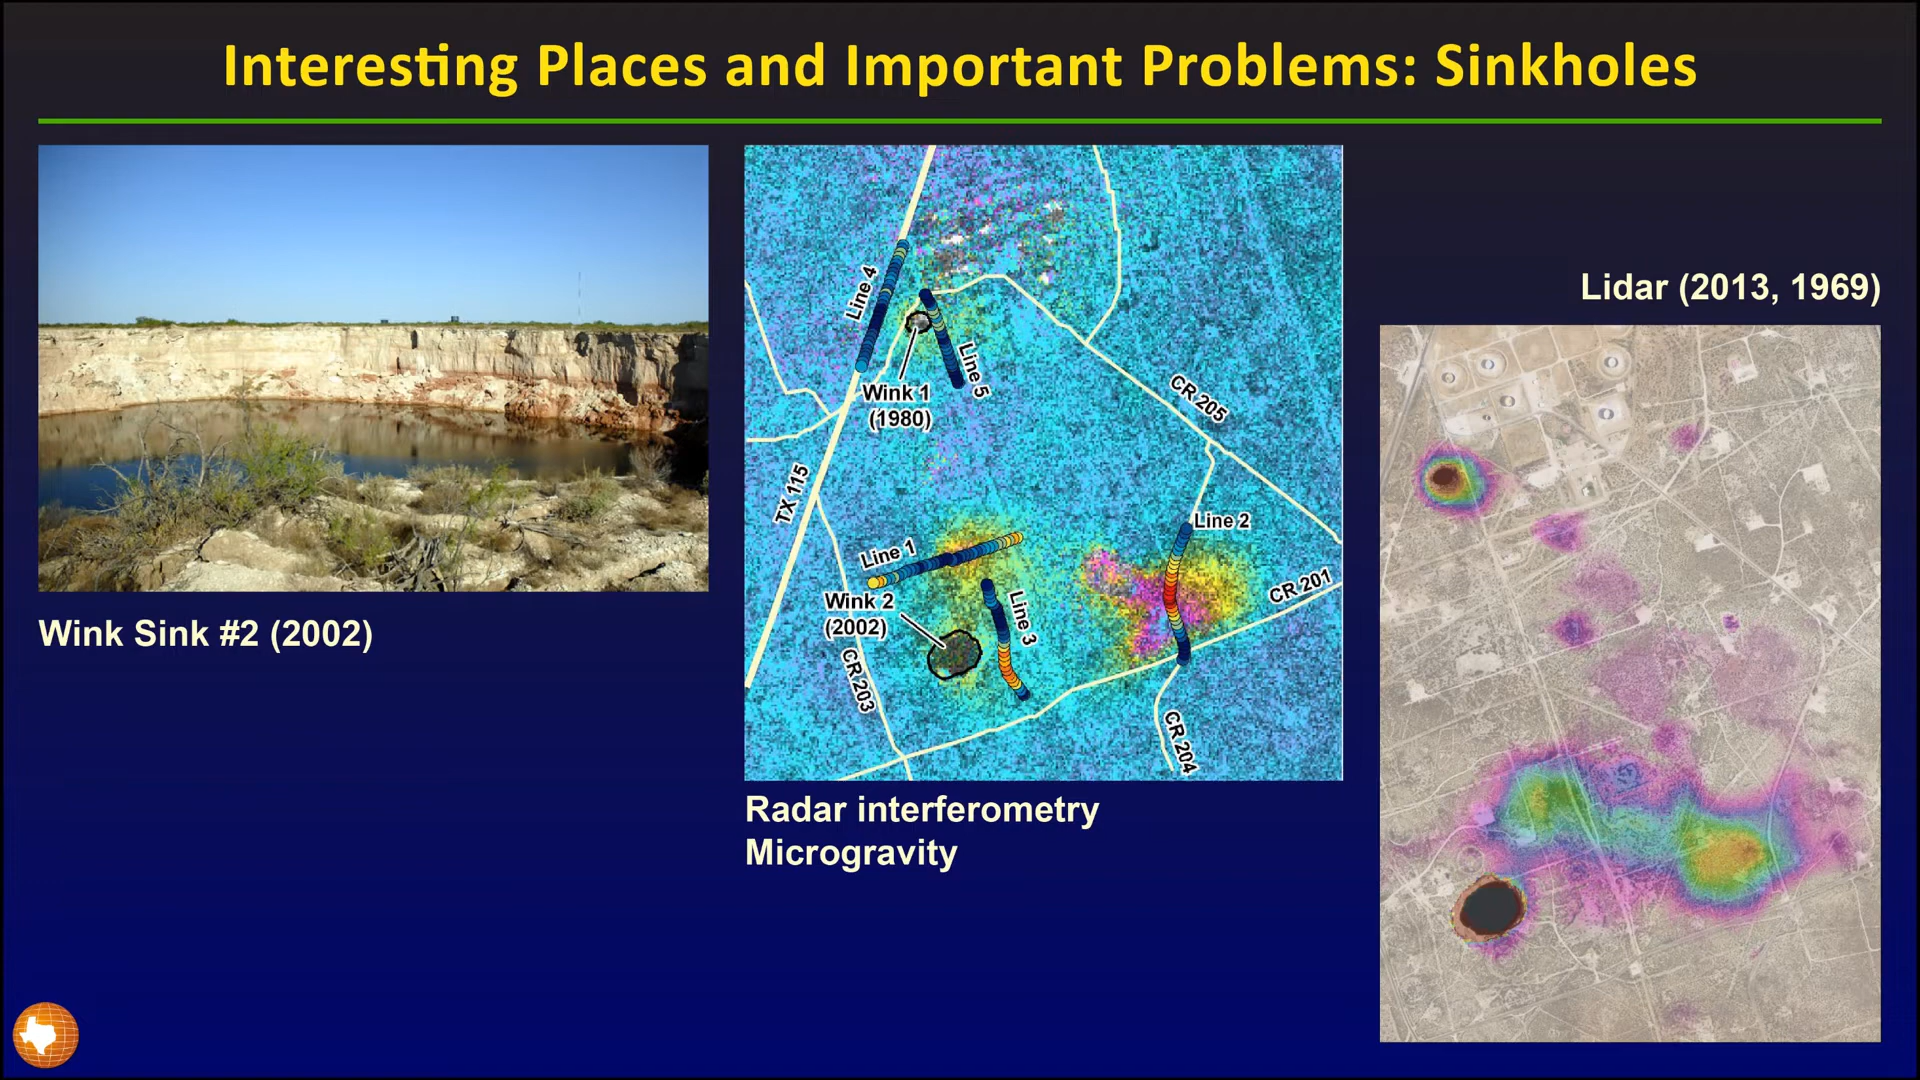 Interesting Places and Important Problems: Sinkholes
Wink Sink #2 (2002)
Line 4
Line 5
Wink 1
(1980)
CR 205
TX 115
Line 2
Line 1
CR 201
Wink 2
(2002)
Line 3
CR 203
CR 204
Radar interferometry
Microgravity
Lidar (2013, 1969)